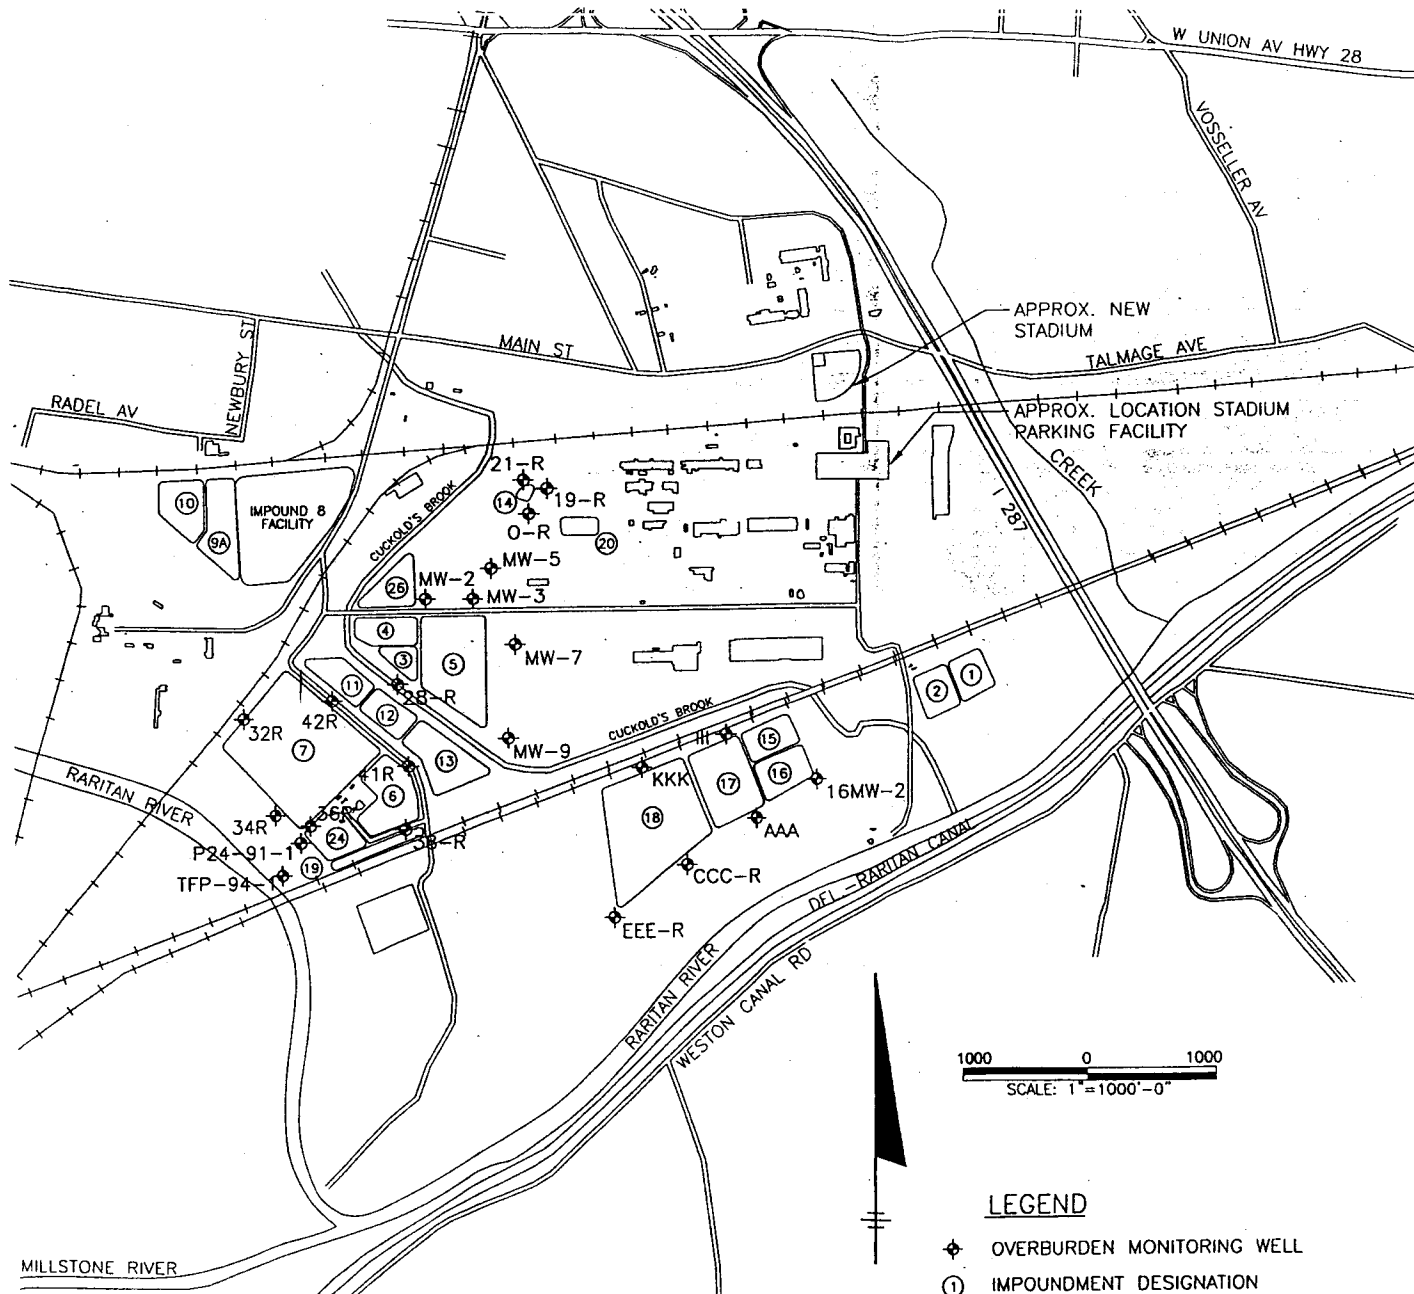 W UNION AV HWY 28
VOSSELLER AV
APPROX. NEW
STADIUM
MAIN ST
TALMAGE AVE
NEWBURY ST
RADEL AV
APPROX. LOCATION STADIUM
PARKING FACILITY
CREEK
I 287
CUCKOLD'S BROOK
21-R
19-R
14
O-R
20
10
9A
IMPOUND 8
FACILITY
MW-5
26
MW-2
MW-3
4
3
5
MW-7
11
28-R
12
42R
32R
7
13
MW-9
CUCKOLD'S BROOK
2
1
III
15
16
17
16MW-2
KKK
18
AAA
41R
6
RARITAN RIVER
34R
36R
24
P24-91-1
19
TFP-94-1
CCC-R
EEE-R
DEL.-RARITAN CANAL
RARITAN RIVER
WESTON CANAL RD
1000 0 1000
SCALE: 1"=1000'-0"
LEGEND
OVERBURDEN MONITORING WELL
1 IMPOUNDMENT DESIGNATION
MILLSTONE RIVER